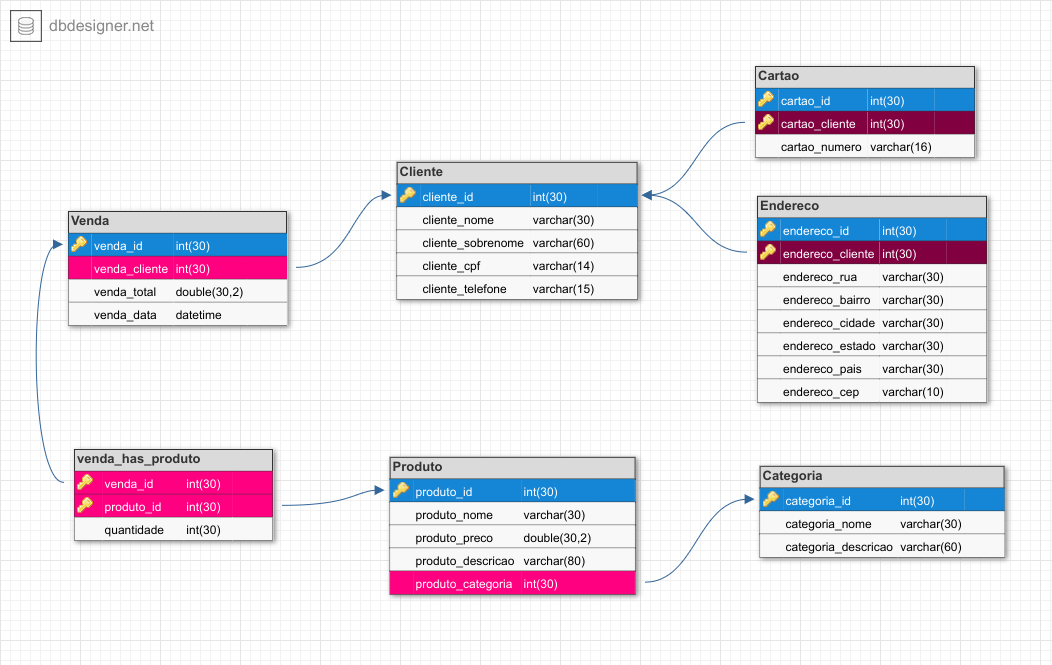 dbdesigner.net
Cartao
cartao_id int(30)
cartao_cliente int(30)
cartao_numero varchar(16)
Cliente
cliente_id int(30)
cliente_nome varchar(30)
cliente_sobrenome varchar(60)
cliente_cpf varchar(14)
cliente_telefone varchar(15)
Endereco
endereco_id int(30)
endereco_cliente int(30)
endereco_rua varchar(30)
endereco_bairro varchar(30)
endereco_cidade varchar(30)
endereco_estado varchar(30)
endereco_pais varchar(30)
endereco_cep varchar(10)
Venda
venda_id int(30)
venda_cliente int(30)
venda_total double(30,2)
venda_data datetime
venda_has_produto
venda_id int(30)
produto_id int(30)
quantidade int(30)
Produto
produto_id int(30)
produto_nome varchar(30)
produto_preco double(30,2)
produto_descricao varchar(80)
produto_categoria int(30)
Categoria
categoria_id int(30)
categoria_nome varchar(30)
categoria_descricao varchar(60)